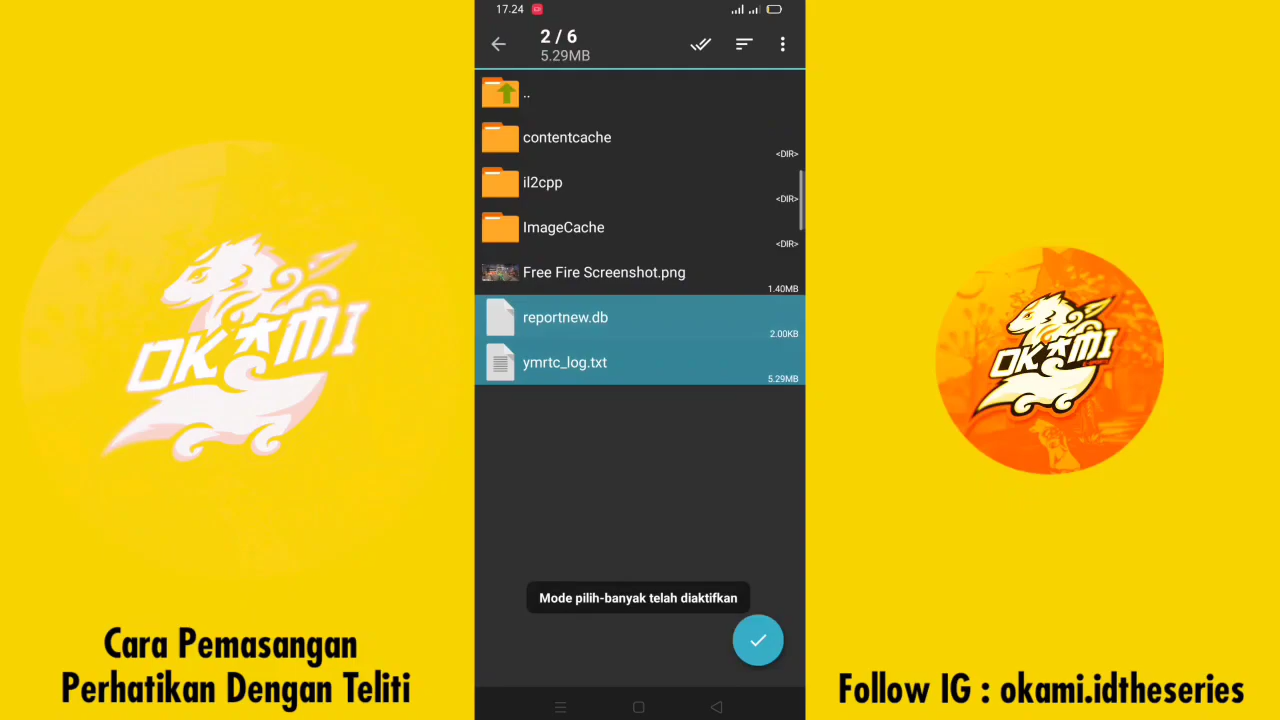 17.24
2 / 6
5.29MB
..
contentcache
<DIR>
il2cpp
<DIR>
ImageCache
<DIR>
Free Fire Screenshot.png
1.40MB
reportnew.db
2.00KB
ymrtc_log.txt
5.29MB
Mode pilih-banyak telah diaktifkan
OKAMI
Cara Pemasangan
Perhatikan Dengan Teliti
OKAMI
Follow IG : okami.idtheseries